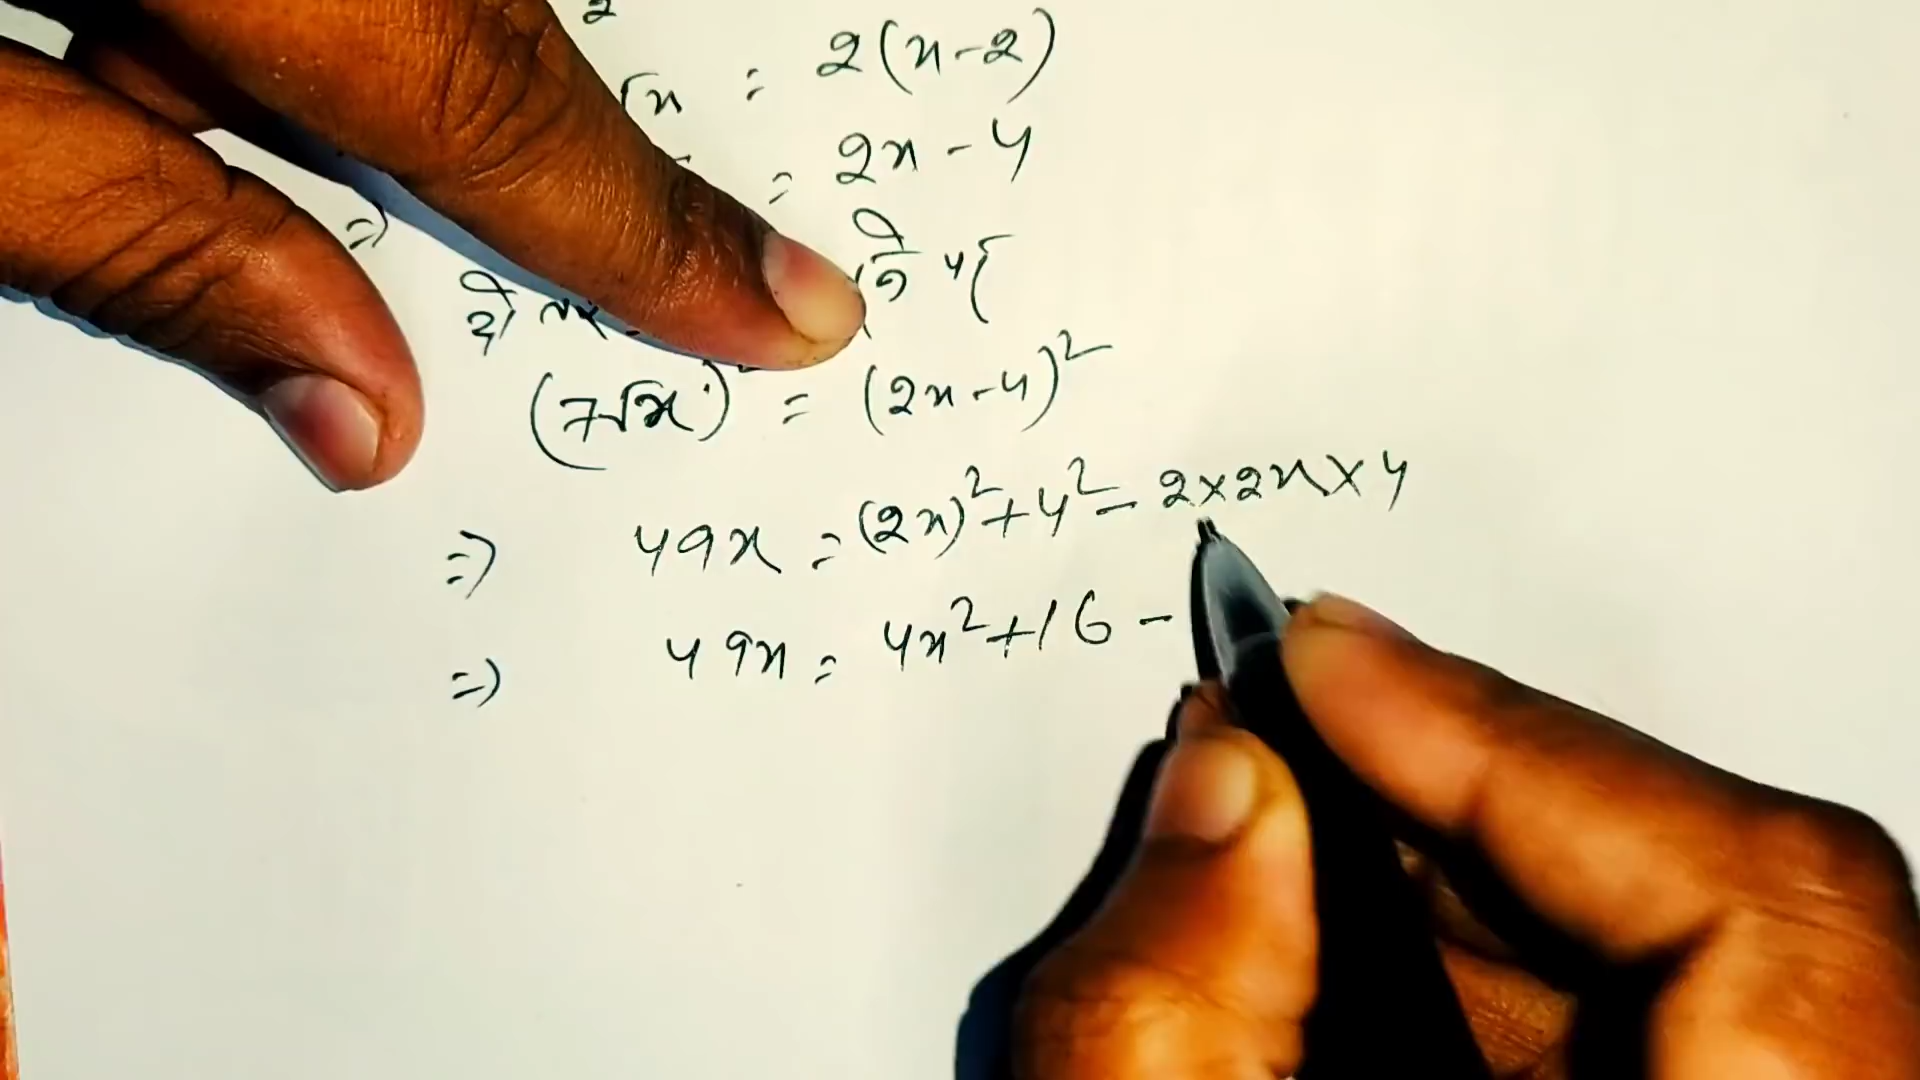 2
√x = 2(x-2)
= 2x - 4
=>
(7√x)² = (2x-4)²
=> 49x = (2x)²+4²-2×2x×4
=> 49x = 4x²+16 -